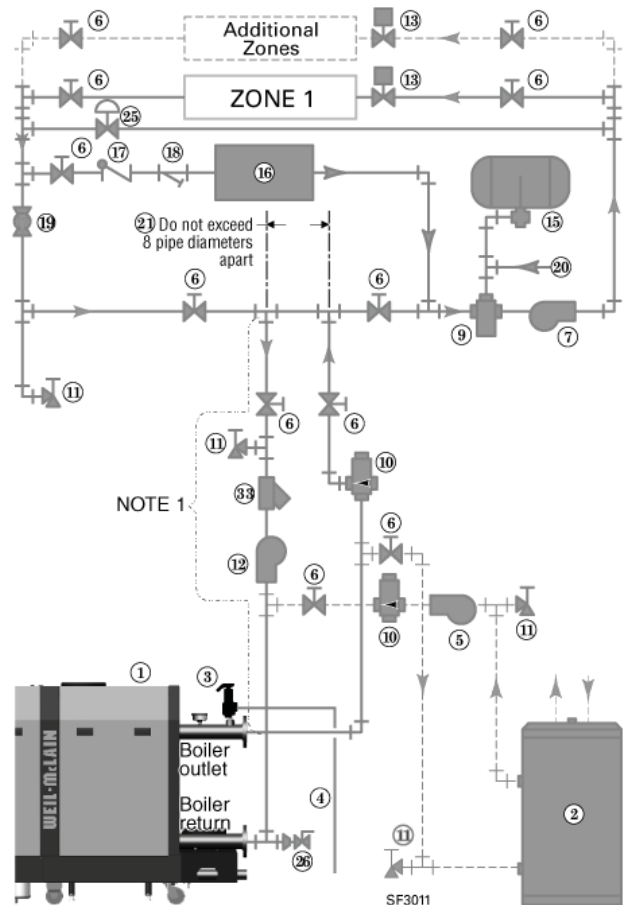 6
13
6
Additional
Zones
6
13
6
ZONE 1
25
6
17
18
16
15
19
21 Do not exceed
8 pipe diameters
apart
20
6
6
9
7
11
6
6
11
10
33
NOTE 1
6
12
6
10
5
11
1
3
WEIL-McLAIN
Boiler
outlet
4
2
Boiler
return
11
26
SF3011